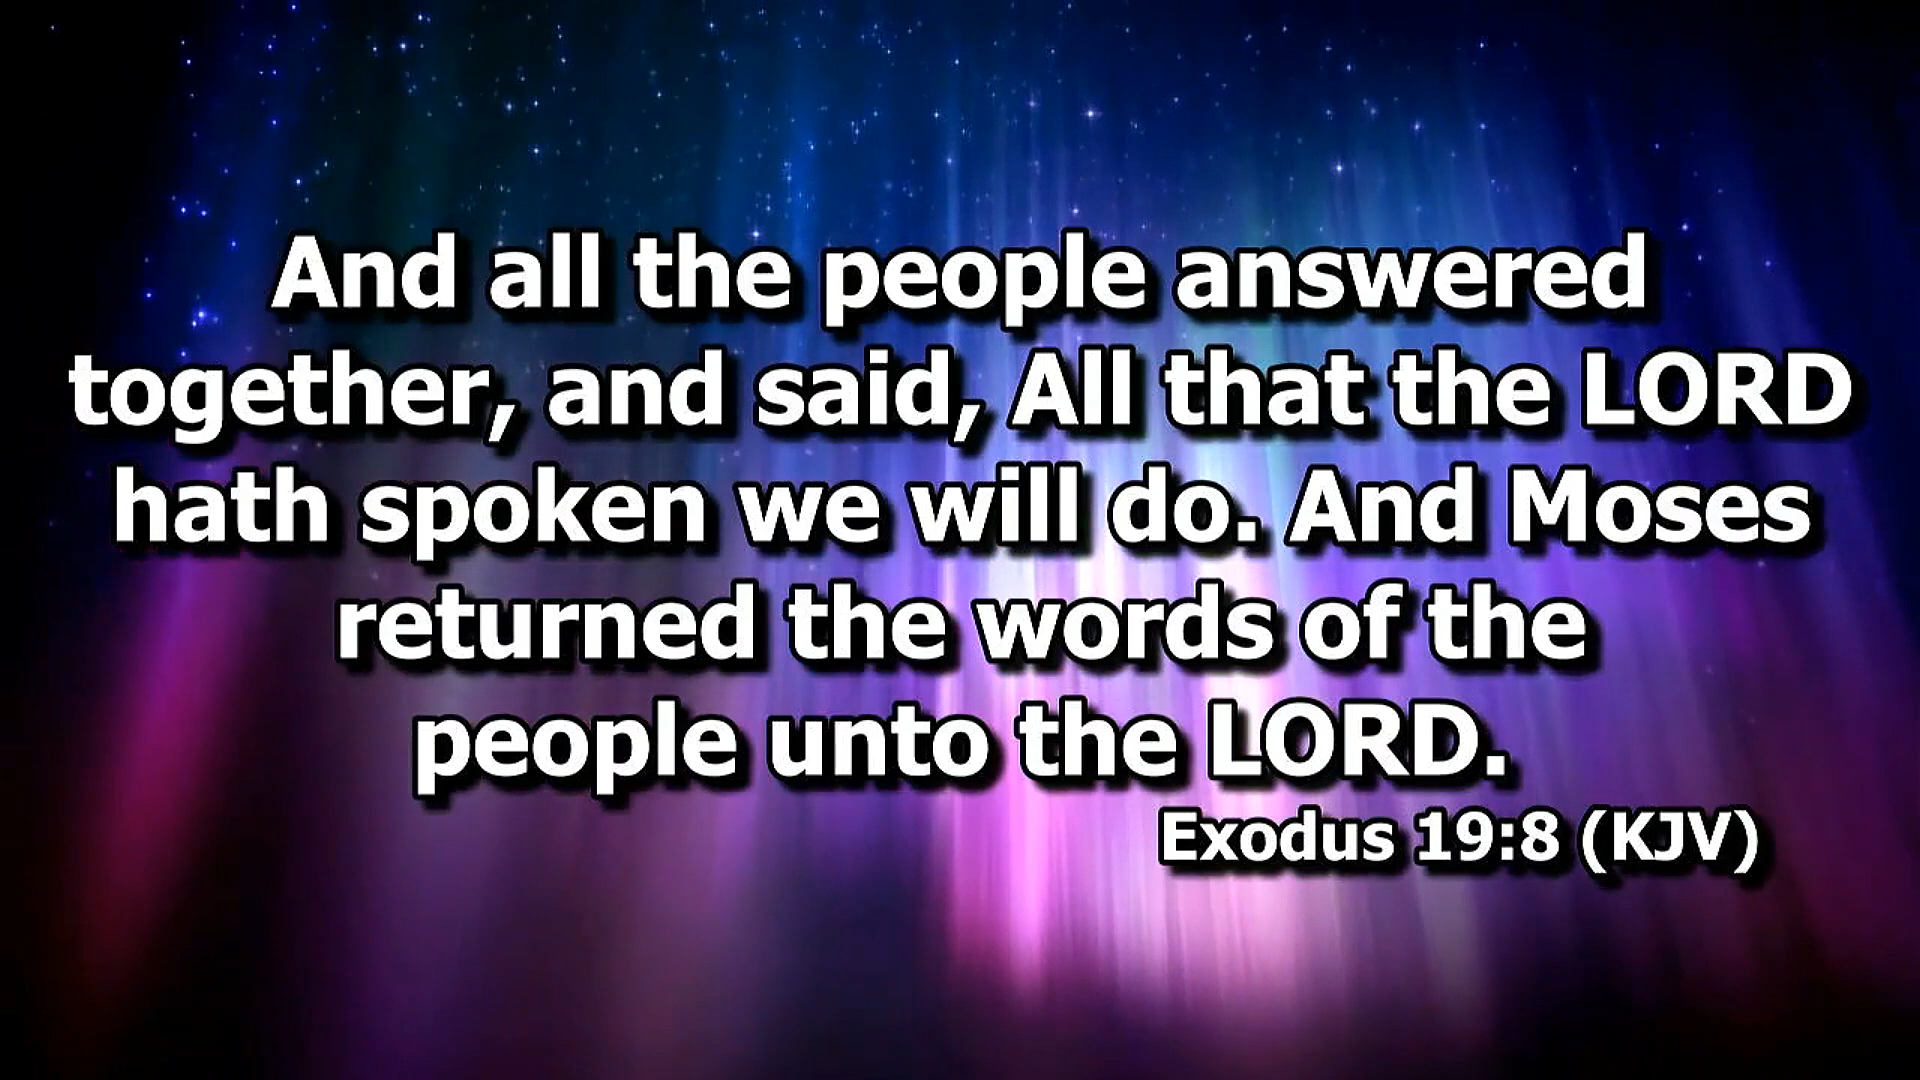 And all the people answered
together, and said, All that the LORD
hath spoken we will do. And Moses
returned the words of the
people unto the LORD.
Exodus 19:8 (KJV)